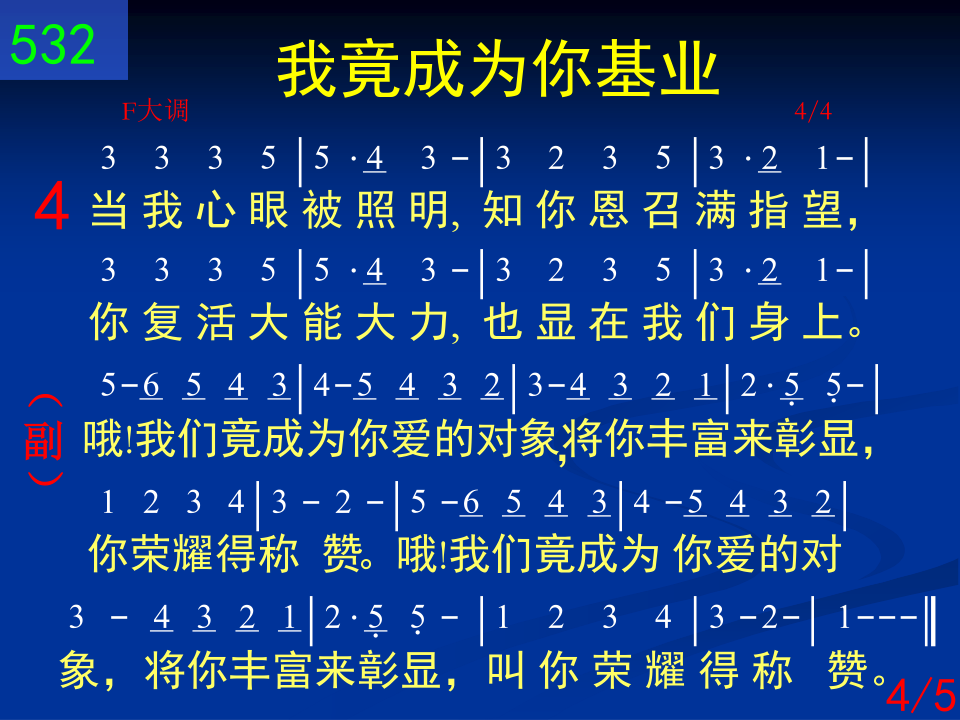 532
我竟成为你基业
F大调 4/4
3 3 3 5 | 5 · 4 3 - | 3 2 3 5 | 3 · 2 1 - |
4 当我心眼被照明, 知你恩召满指望,
3 3 3 5 | 5 · 4 3 - | 3 2 3 5 | 3 · 2 1 - |
你复活大能大力, 也显在我们身上。
5 - 6 5 4 3 | 4 - 5 4 3 2 | 3 - 4 3 2 1 | 2 · 5 5 - |
（副） 哦!我们竟成为你爱的对象,将你丰富来彰显,
1 2 3 4 | 3 - 2 - | 5 - 6 5 4 3 | 4 - 5 4 3 2 |
你荣耀得称 赞。哦!我们竟成为 你爱的对
3 - 4 3 2 1 | 2 · 5 5 - | 1 2 3 4 | 3 - 2 - | 1 - - - ‖
象, 将你丰富来彰显, 叫你荣耀得称 赞。
4/5